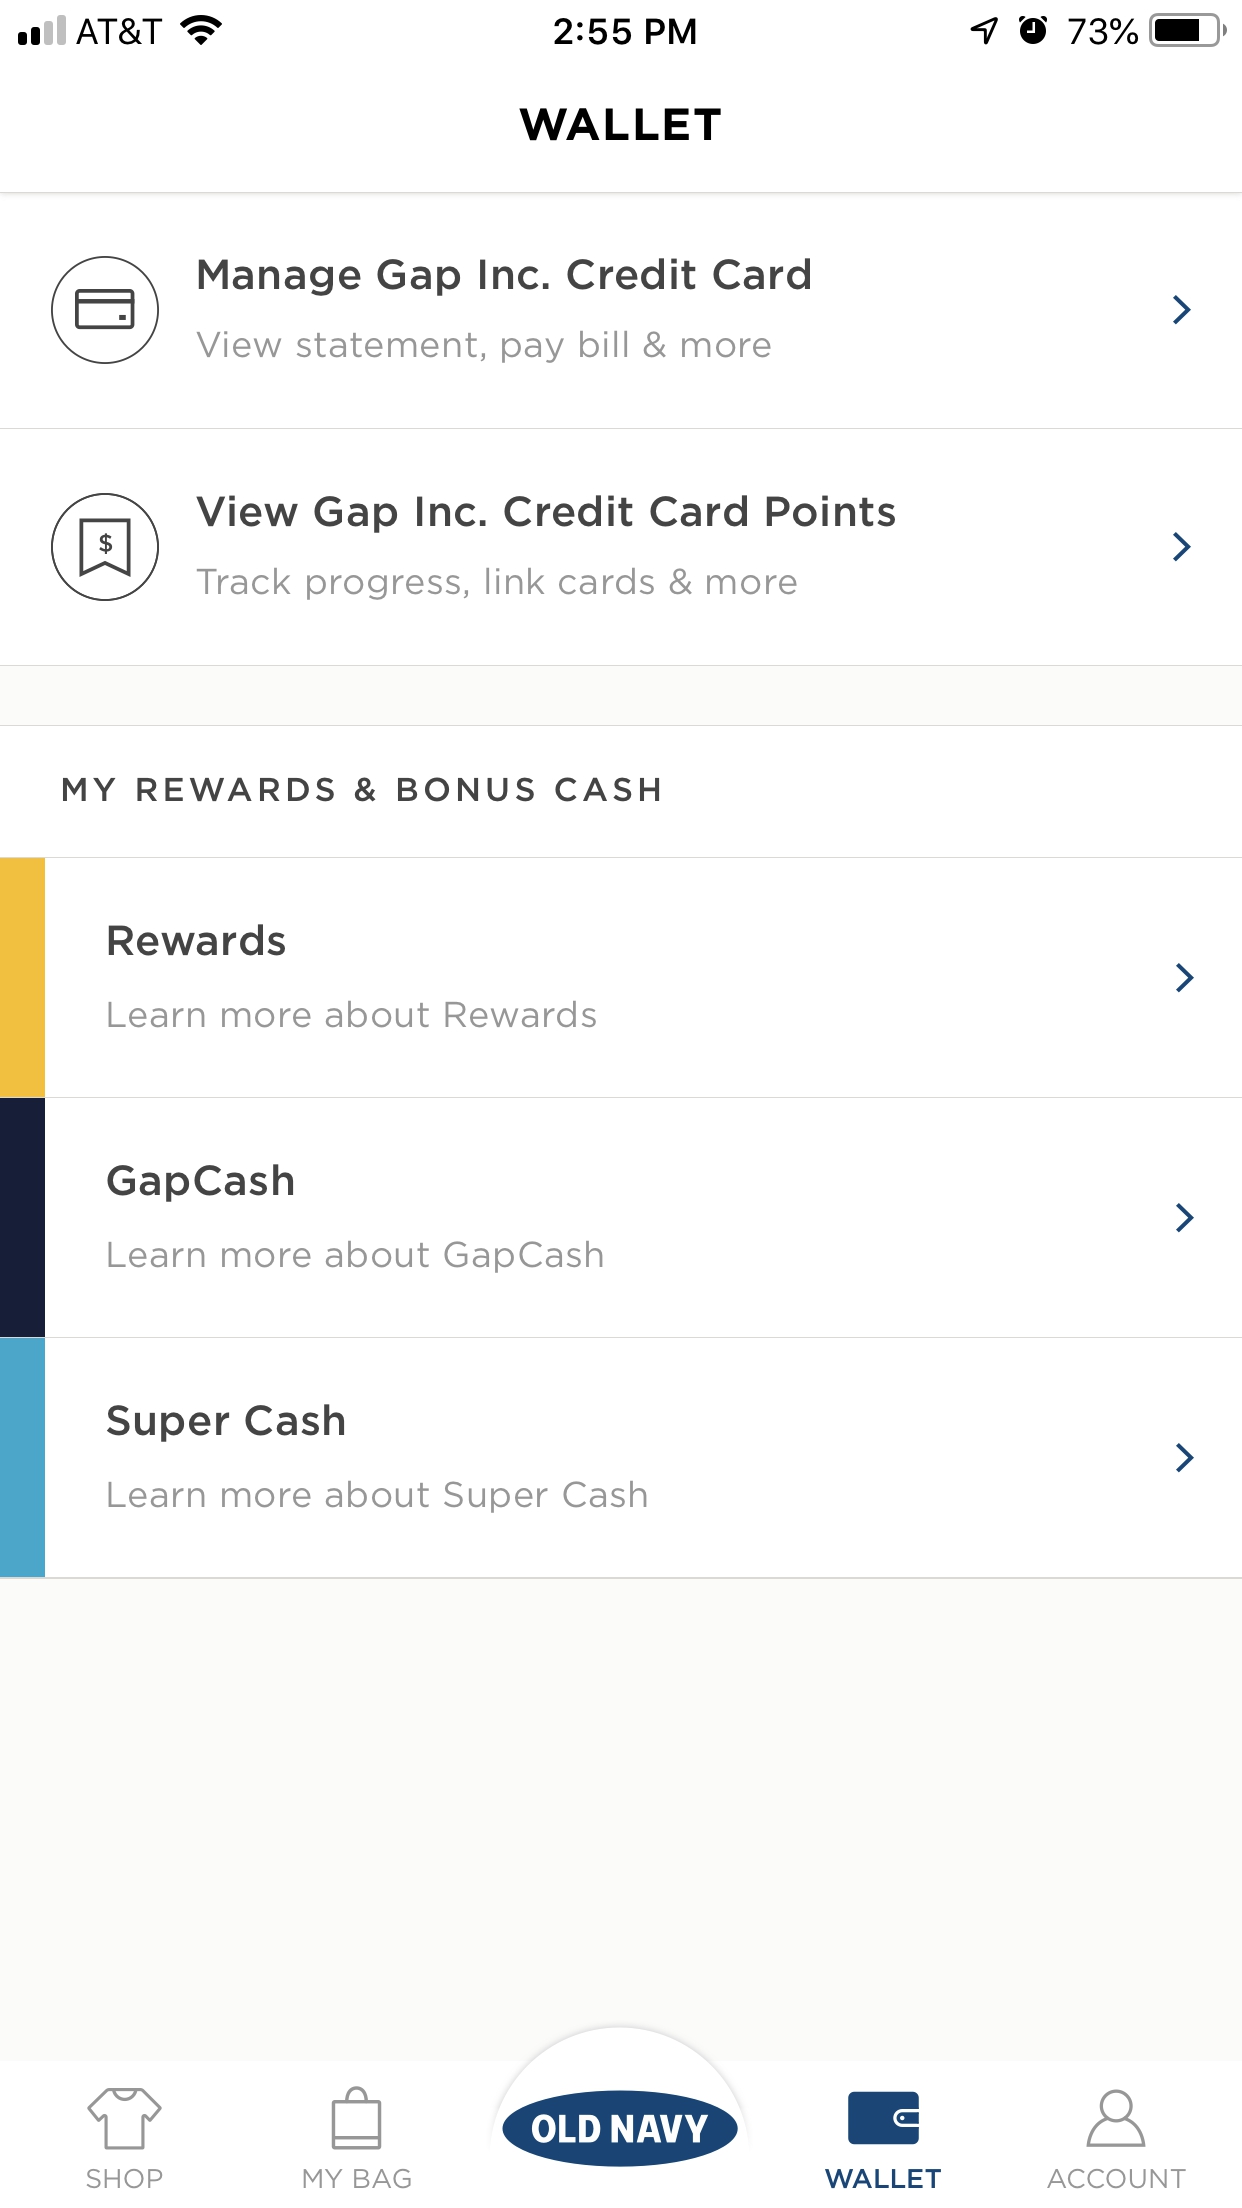 AT&T 2:55 PM 73%
WALLET
Manage Gap Inc. Credit Card
View statement, pay bill & more
View Gap Inc. Credit Card Points
$
Track progress, link cards & more
MY REWARDS & BONUS CASH
Rewards
Learn more about Rewards
GapCash
Learn more about GapCash
Super Cash
Learn more about Super Cash
OLD NAVY
SHOP MY BAG WALLET ACCOUNT